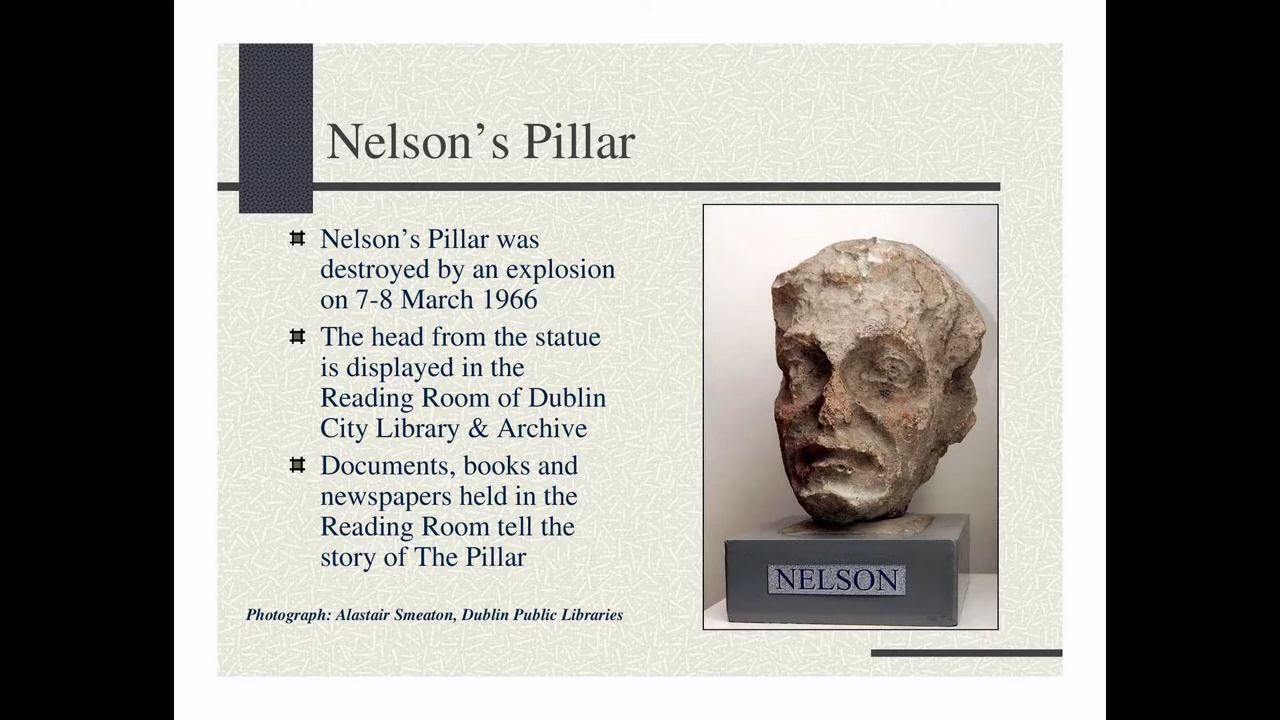 Nelson’s Pillar
Nelson’s Pillar was
destroyed by an explosion
on 7-8 March 1966
The head from the statue
is displayed in the
Reading Room of Dublin
City Library & Archive
Documents, books and
newspapers held in the
Reading Room tell the
story of The Pillar
Photograph: Alastair Smeaton, Dublin Public Libraries
NELSON